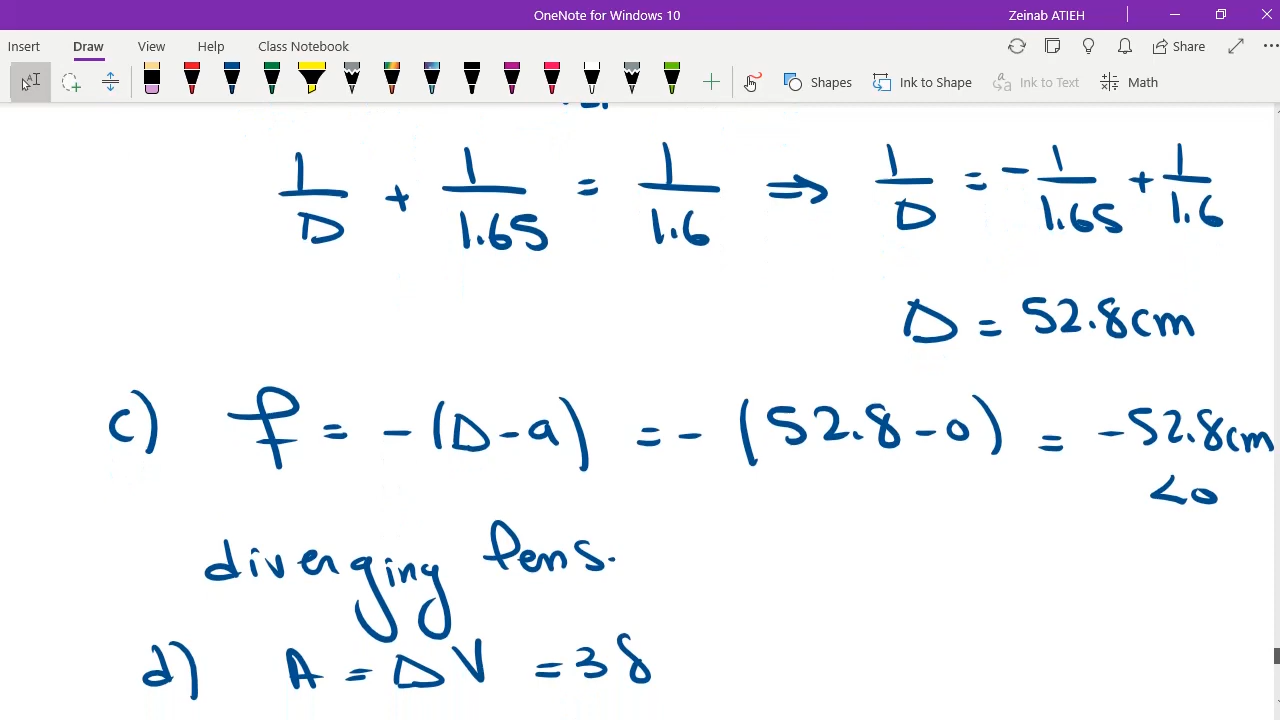 OneNote for Windows 10
Zeinab ATIEH
Insert Draw View Help Class Notebook
Share
Shapes Ink to Shape Ink to Text Math
1/D + 1/1.65 = 1/1.6 ⇒ 1/D = -1/1.65 + 1/1.6
D = 52.8cm
c) f = -(D-a) = -(52.8-0) = -52.8cm
<0
diverging lens.
d) A = ΔV = 3δ